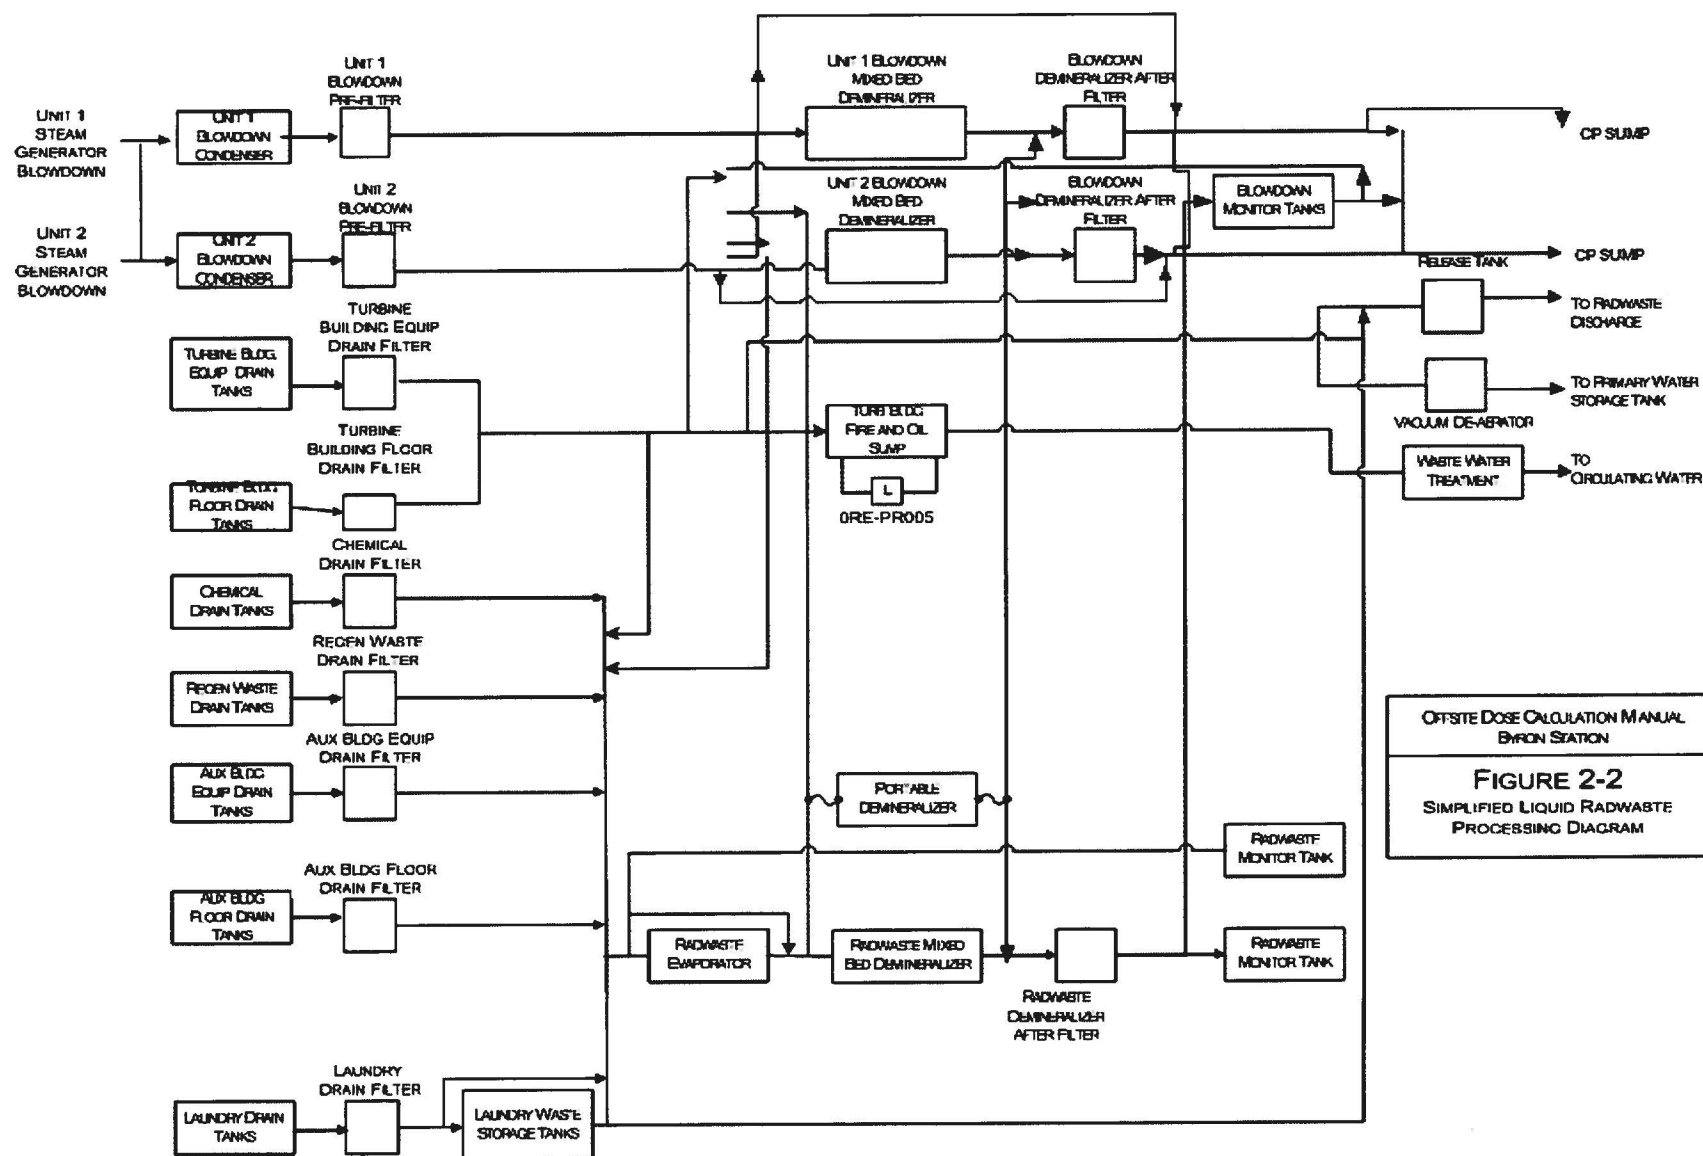 UNIT 1
STEAM
GENERATOR
BLOWDOWN
UNIT 2
STEAM
GENERATOR
BLOWDOWN
UNIT 1
BLOWDOWN
CONDENSER
UNIT 1
BLOWDOWN
PRE-FILTER
UNIT 2
BLOWDOWN
CONDENSER
UNIT 2
BLOWDOWN
PRE-FILTER
UNIT 1 BLOWDOWN
MIXED BED
DEMINERALIZER
BLOWDOWN
DEMINERALIZER AFTER
FILTER
CP SUMP
UNIT 2 BLOWDOWN
MIXED BED
DEMINERALIZER
BLOWDOWN
DEMINERALIZER AFTER
FILTER
BLOWDOWN
MONITOR TANKS
CP SUMP
RELEASE TANK
TO RADWASTE
DISCHARGE
TO PRIMARY WATER
STORAGE TANK
VACUUM DE-AERATOR
TURBINE
BUILDING EQUIP
DRAIN FILTER
TURBINE BLDG.
EQUIP DRAIN
TANKS
TURBINE
BUILDING FLOOR
DRAIN FILTER
TURBINE BLDG
FLOOR DRAIN
TANKS
TURB BLDG
FIRE AND OIL
SUMP
L
0RE-PR005
WASTE WATER
TREATMENT
TO
CIRCULATING WATER
CHEMICAL
DRAIN FILTER
CHEMICAL
DRAIN TANKS
REGEN WASTE
DRAIN FILTER
REGEN WASTE
DRAIN TANKS
AUX BLDG EQUIP
DRAIN FILTER
AUX BLDG
EQUIP DRAIN
TANKS
PORTABLE
DEMINERALIZER
AUX BLDG FLOOR
DRAIN FILTER
AUX BLDG
FLOOR DRAIN
TANKS
RADWASTE
MONITOR TANK
RADWASTE
EVAPORATOR
RADWASTE MIXED
BED DEMINERALIZER
RADWASTE
DEMINERALIZER
AFTER FILTER
RADWASTE
MONITOR TANK
LAUNDRY
DRAIN FILTER
LAUNDRY DRAIN
TANKS
LAUNDRY WASTE
STORAGE TANKS
OFFSITE DOSE CALCULATION MANUAL
BYRON STATION
FIGURE 2-2
SIMPLIFIED LIQUID RADWASTE
PROCESSING DIAGRAM